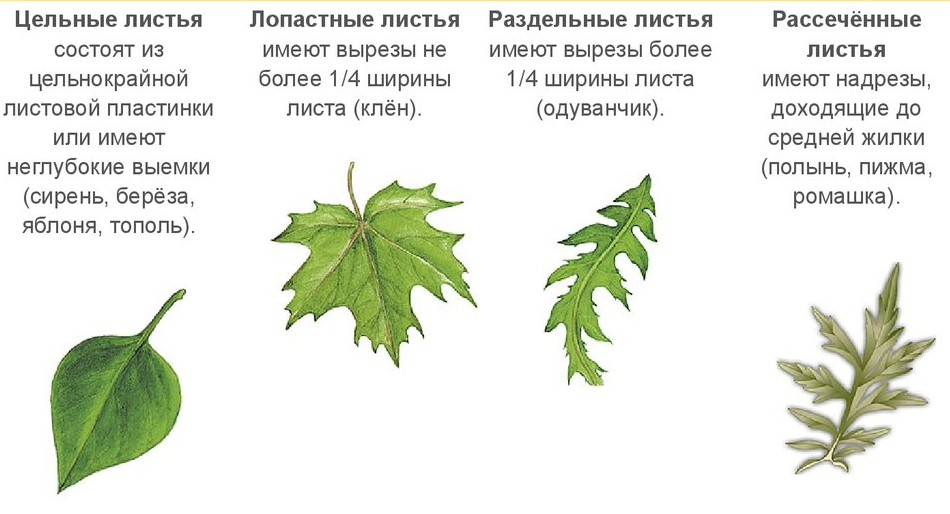 Цельные листья
состоят из
цельнокрайной
листовой пластинки
или имеют
неглубокие выемки
(сирень, берёза,
яблоня, тополь).
Лопастные листья
имеют вырезы не
более 1/4 ширины
листа (клён).
Раздельные листья
имеют вырезы более
1/4 ширины листа
(одуванчик).
Рассечённые
листья
имеют надрезы,
доходящие до
средней жилки
(полынь, пижма,
ромашка).